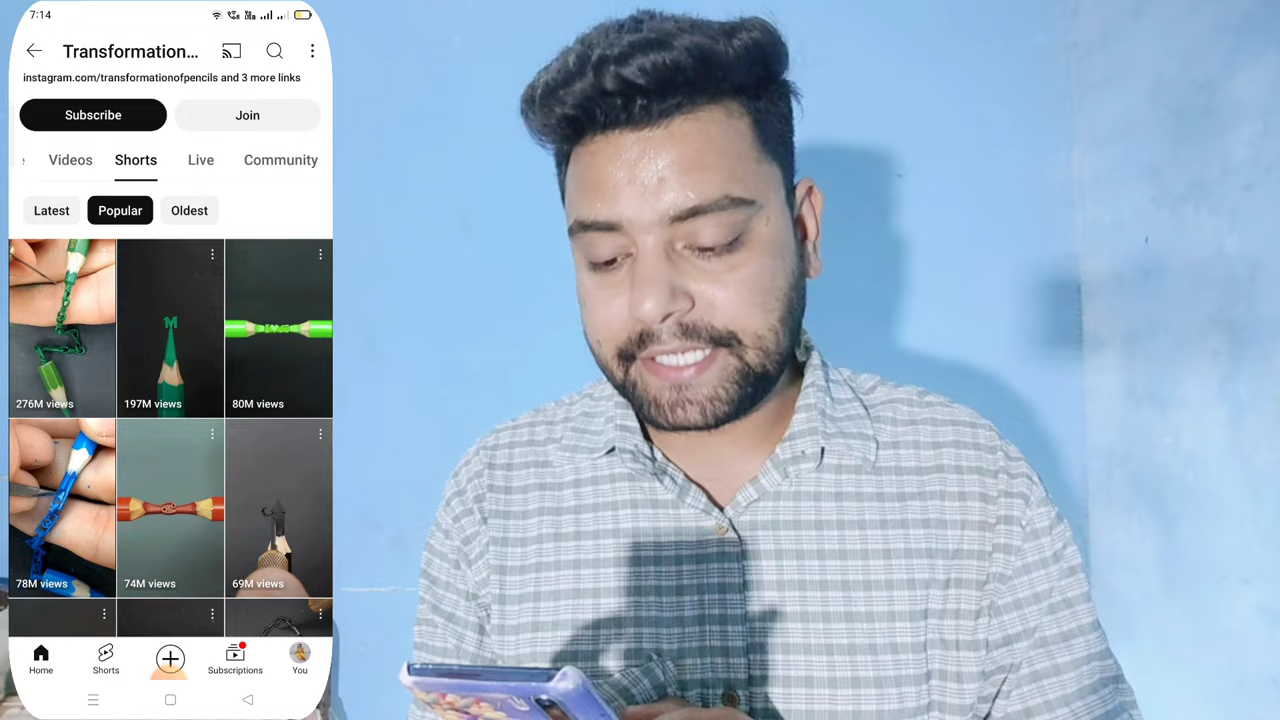 7:14
Transformation...
instagram.com/transformationofpencils and 3 more links
Subscribe
Join
Videos
Shorts
Live
Community
Latest
Popular
Oldest
M
276M views
197M views
80M views
78M views
74M views
69M views
Home
Shorts
Subscriptions
You